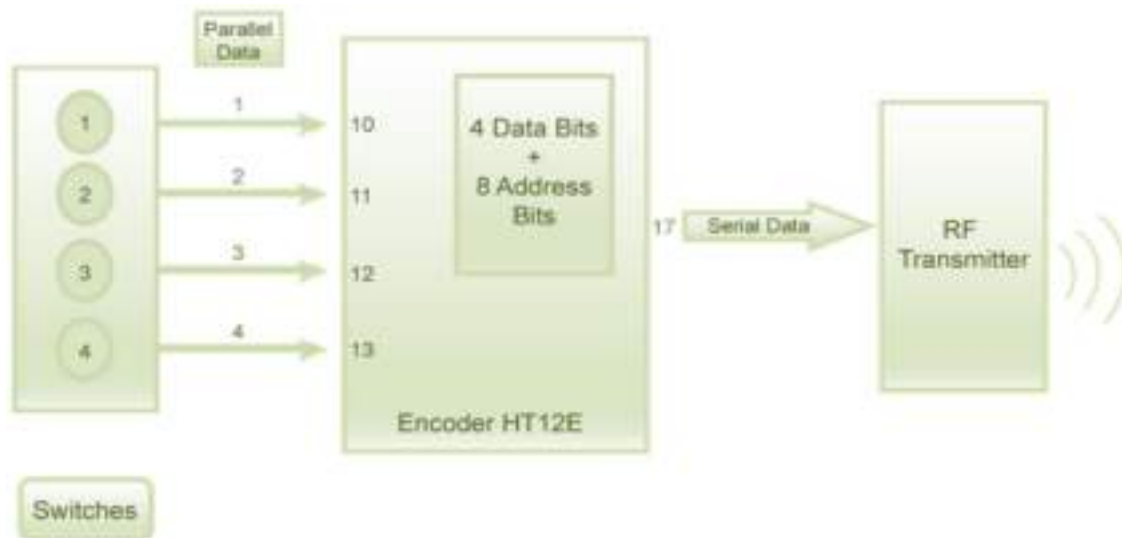 Parallel
Data
1
1
10
2
2
11
3
3
12
4
4
13
4 Data Bits
+
8 Address
Bits
17
Serial Data
RF
Transmitter
Encoder HT12E
Switches